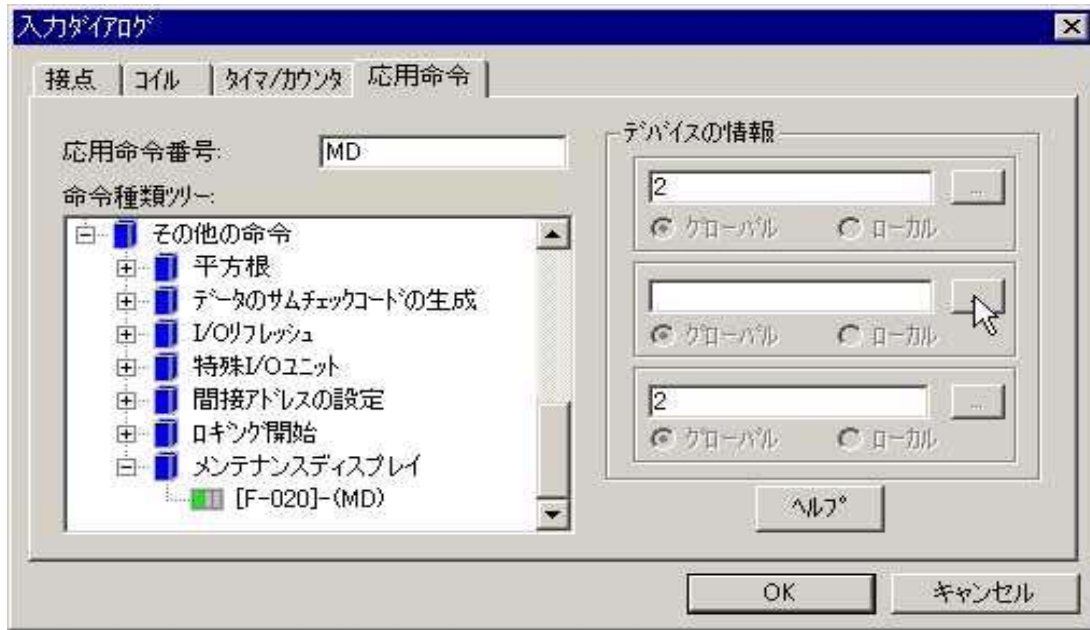 入力ﾀﾞｲｱﾛｸﾞ
接点 ｺｲﾙ ﾀｲﾏ/ｶｳﾝﾀ 応用命令
応用命令番号: MD
命令種類ﾂﾘｰ:
その他の命令
平方根
ﾃﾞｰﾀのｻﾑﾁｪｯｸｺｰﾄﾞの生成
I/Oﾘﾌﾚｯｼｭ
特殊I/Oﾕﾆｯﾄ
間接ｱﾄﾞﾚｽの設定
ﾛｷﾞﾝｸﾞ開始
メンテナンスディスプレイ
[F-020]-(MD)
ﾃﾞﾊﾞｲｽの情報
2 ...
ｸﾞﾛｰﾊﾞﾙ ﾛｰｶﾙ
ｸﾞﾛｰﾊﾞﾙ ﾛｰｶﾙ
2 ...
ｸﾞﾛｰﾊﾞﾙ ﾛｰｶﾙ
ﾍﾙﾌﾟ
OK キャンセル